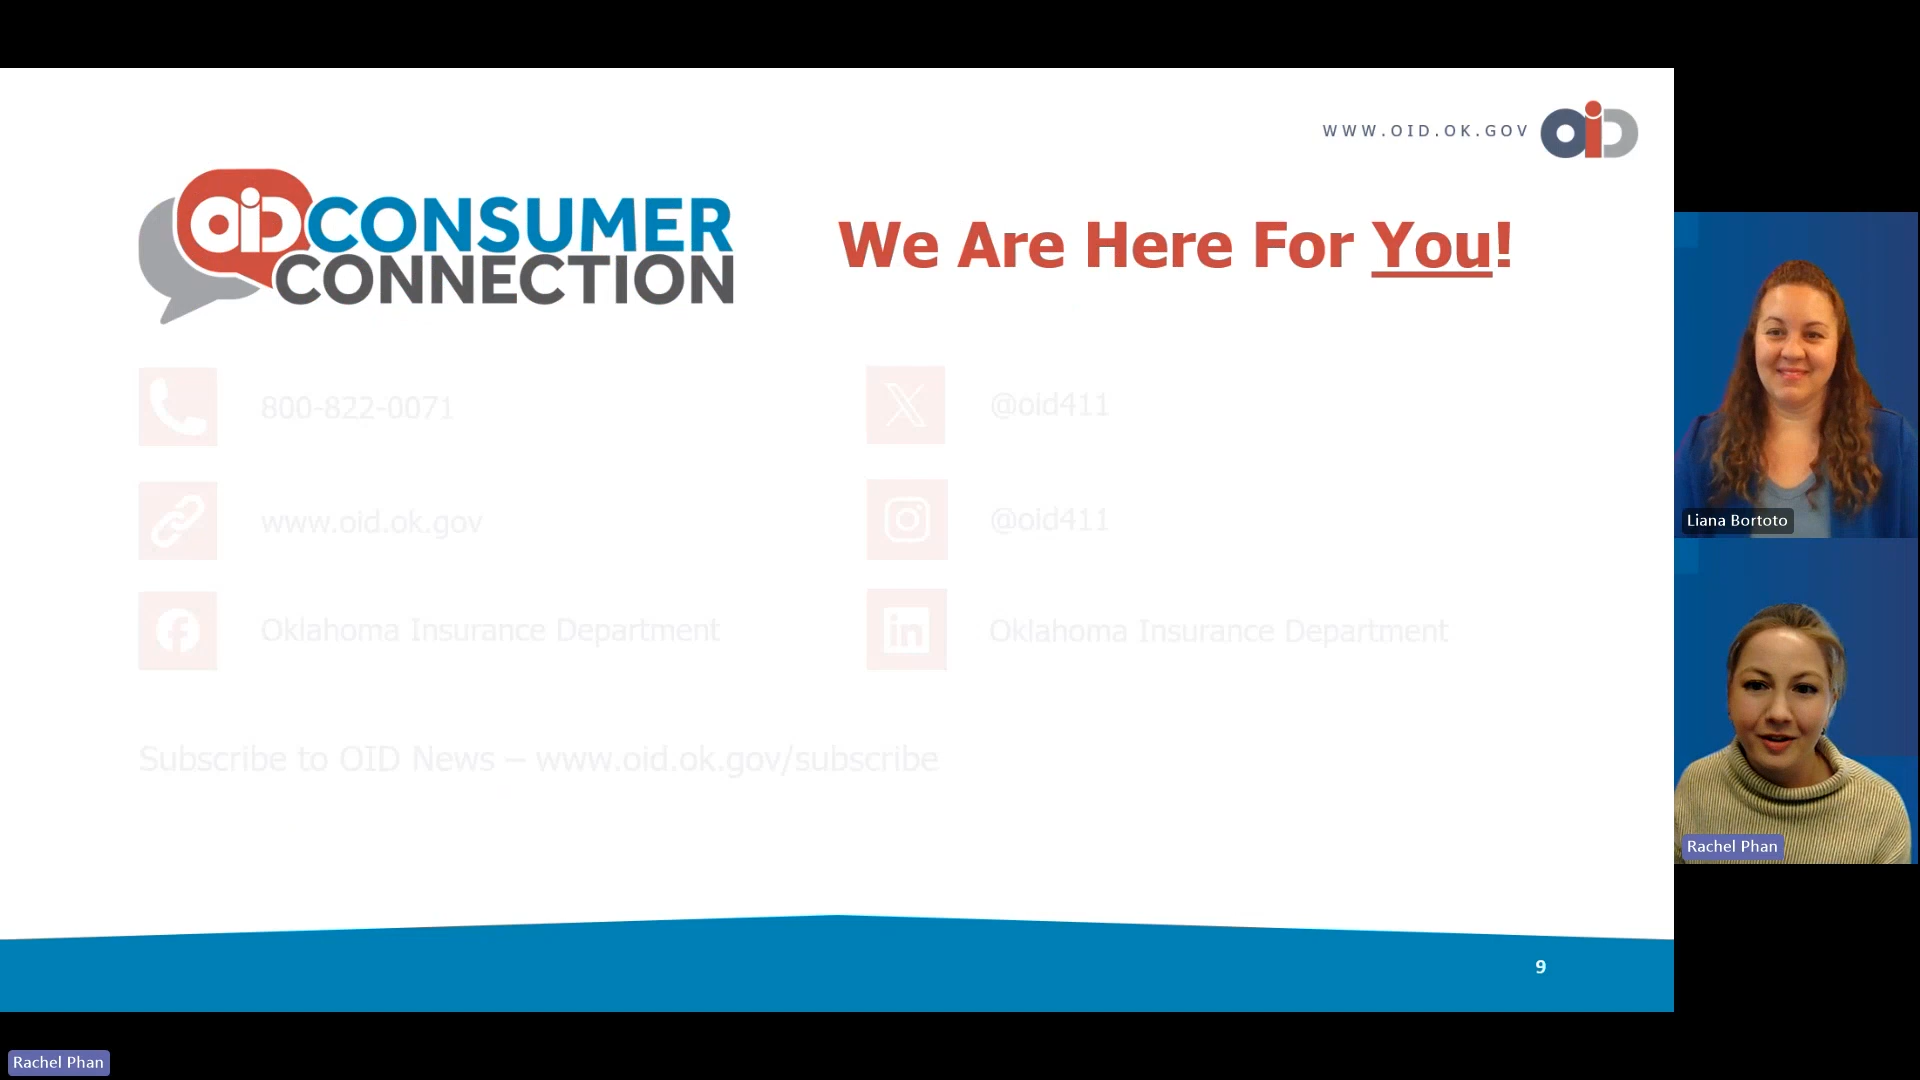 WWW.OID.OK.GOV
OID
OID CONSUMER
CONNECTION
We Are Here For You!
800-822-0071
@oid411
www.oid.ok.gov
@oid411
Oklahoma Insurance Department
Oklahoma Insurance Department
Subscribe to OID News – www.oid.ok.gov/subscribe
9
Liana Bortoto
Rachel Phan
Rachel Phan